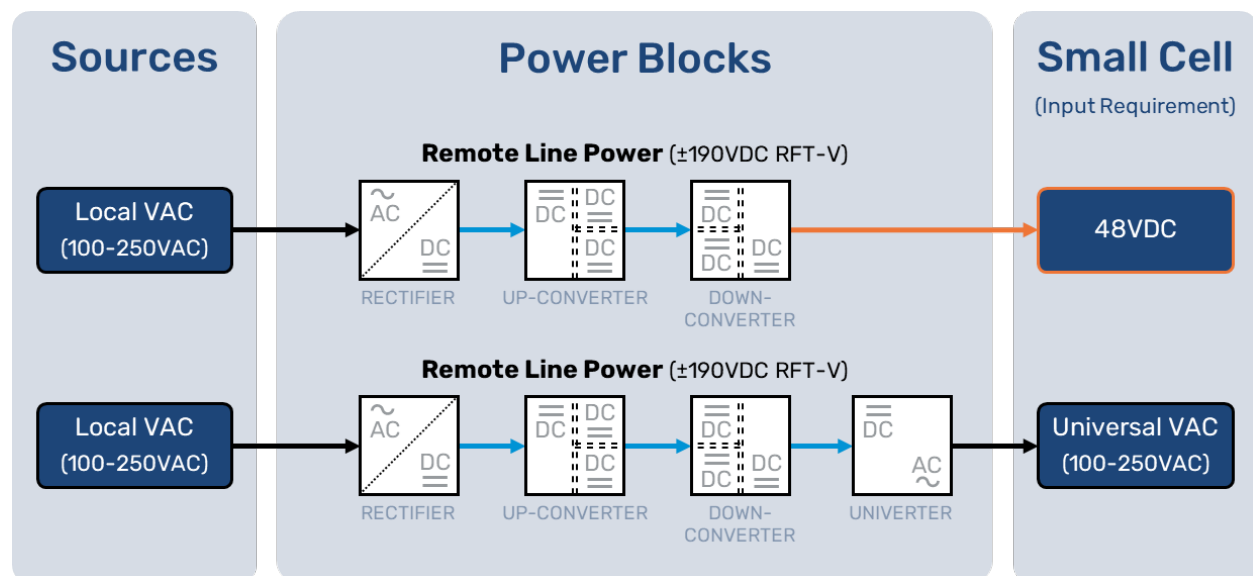 Sources
Power Blocks
Small Cell
(Input Requirement)
Remote Line Power (±190VDC RFT-V)
Local VAC
(100-250VAC)
AC
DC
DC
DC
DC
DC
DC
DC
48VDC
RECTIFIER
UP-CONVERTER
DOWN-
CONVERTER
Remote Line Power (±190VDC RFT-V)
Local VAC
(100-250VAC)
AC
DC
DC
DC
DC
DC
DC
DC
DC
AC
Universal VAC
(100-250VAC)
RECTIFIER
UP-CONVERTER
DOWN-
CONVERTER
UNIVERTER